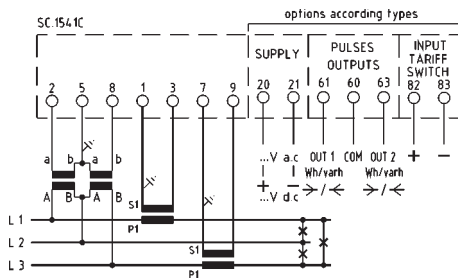 options according types
SC.1541C
SUPPLY
PULSES OUTPUTS
INPUT TARIFF SWITCH
2 5 8 1 3 7 9 20 21 61 60 63 82 83
...V a.c
+ −
...V d.c
OUT 1 COM OUT 2
Wh/varh Wh/varh
+ −
a b a b
A B A B
S1
P1
S1
P1
L 1
L 2
L 3